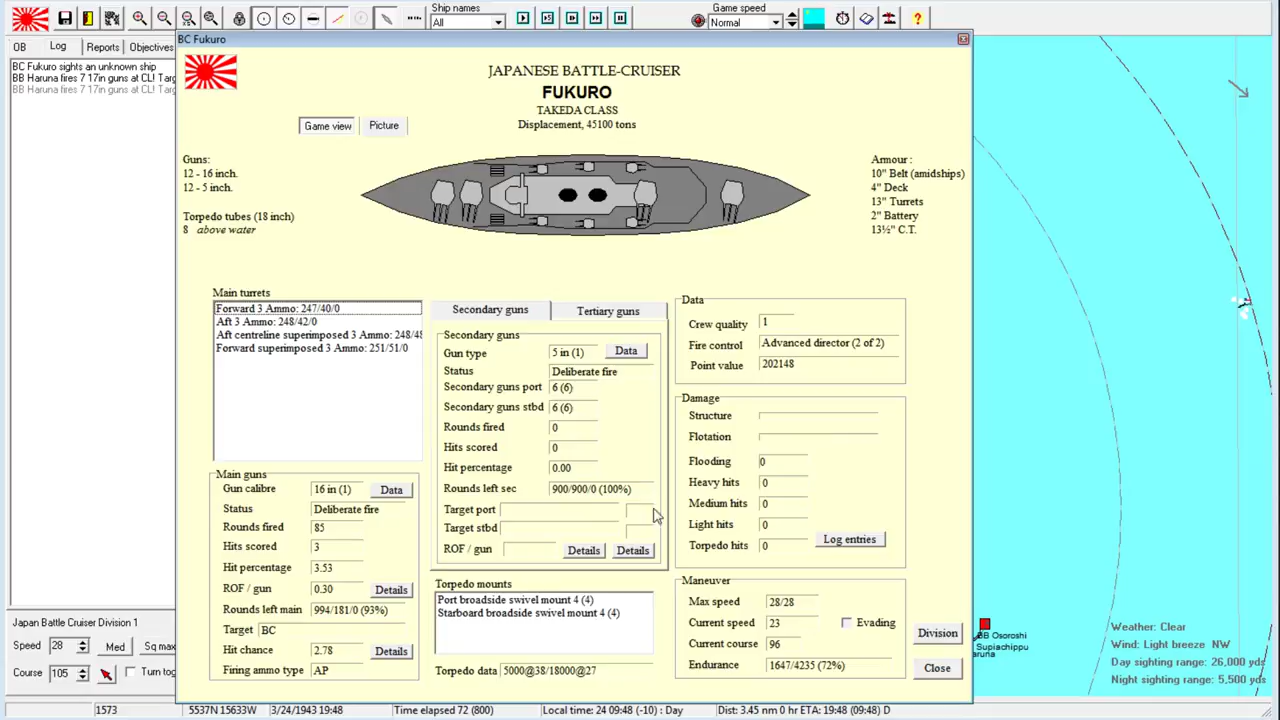 Ship names
All
Game speed
Normal
?
OB
Log
Reports
Objectives
BC Fukuro sights an unknown ship
BB Haruna fires 7 17in guns at CL! Targ
BB Haruna fires 7 17in guns at CL! Targ
BC Fukuro
JAPANESE BATTLE-CRUISER
FUKURO
TAKEDA CLASS
Displacement, 45100 tons
Game view
Picture
Guns:
12 - 16 inch.
12 - 5 inch.
Torpedo tubes (18 inch)
8 above water
Armour :
10" Belt (amidships)
4" Deck
13" Turrets
2" Battery
13½" C.T.
Main turrets
Forward 3 Ammo: 247/40/0
Aft 3 Ammo: 248/42/0
Aft centreline superimposed 3 Ammo: 248/48
Forward superimposed 3 Ammo: 251/51/0
Main guns
Gun calibre 16 in (1) Data
Status Deliberate fire
Rounds fired 85
Hits scored 3
Hit percentage 3.53
ROF / gun 0.30 Details
Rounds left main 994/181/0 (93%)
Target BC
Hit chance 2.78 Details
Firing ammo type AP
Secondary guns
Tertiary guns
Secondary guns
Gun type 5 in (1) Data
Status Deliberate fire
Secondary guns port 6 (6)
Secondary guns stbd 6 (6)
Rounds fired 0
Hits scored 0
Hit percentage 0.00
Rounds left sec 900/900/0 (100%)
Target port
Target stbd
ROF / gun Details Details
Torpedo mounts
Port broadside swivel mount 4 (4)
Starboard broadside swivel mount 4 (4)
Torpedo data 5000@38/18000@27
Data
Crew quality 1
Fire control Advanced director (2 of 2)
Point value 202148
Damage
Structure
Flotation
Flooding 0
Heavy hits 0
Medium hits 0
Light hits 0
Torpedo hits 0
Log entries
Maneuver
Max speed 28/28
Current speed 23
Evading
Current course 96
Endurance 1647/4235 (72%)
Division
Close
Japan Battle Cruiser Division 1
Speed 28 Med Sq max
Course 105 Turn tog
BB Osoroshi
Supiachippu
aruna
Weather: Clear
Wind: Light breeze NW
Day sighting range: 26,000 yds
Night sighting range: 5,500 yds
1573
5537N 15633W
3/24/1943 19:48
Time elapsed 72 (800)
Local time: 24 09:48 (-10) : Day
Dist: 3.45 nm 0 hr ETA: 19:48 (09:48) D